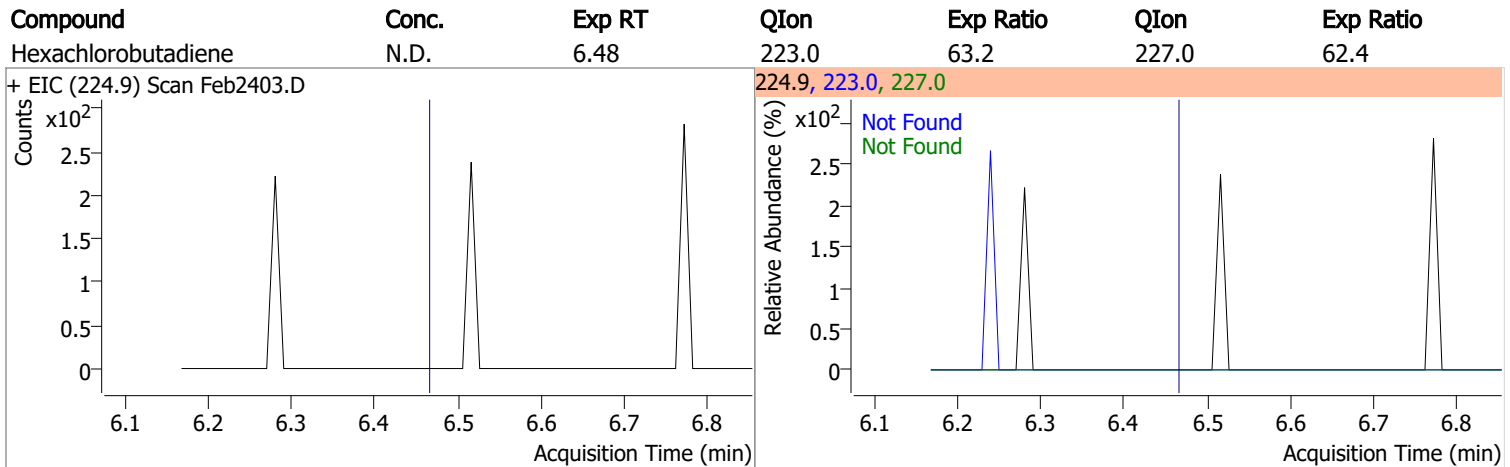 Compound Conc. Exp RT QIon Exp Ratio QIon Exp Ratio
Hexachlorobutadiene N.D. 6.48 223.0 63.2 227.0 62.4
+ EIC (224.9) Scan Feb2403.D
Counts
x10²
2.5
2
1.5
1
0.5
0
6.1 6.2 6.3 6.4 6.5 6.6 6.7 6.8
Acquisition Time (min)
224.9, 223.0, 227.0
Relative Abundance (%)
x10²
Not Found
Not Found
2.5
2
1.5
1
0.5
0
6.1 6.2 6.3 6.4 6.5 6.6 6.7 6.8
Acquisition Time (min)